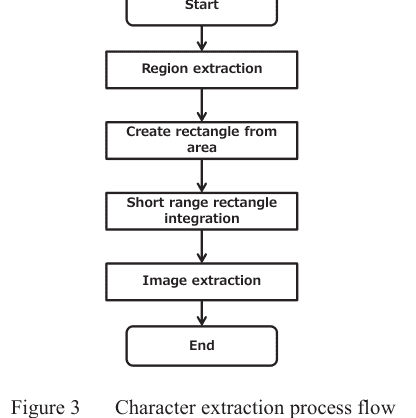 Start
Region extraction
Create rectangle from
area
Short range rectangle
integration
Image extraction
End
Figure 3 Character extraction process flow